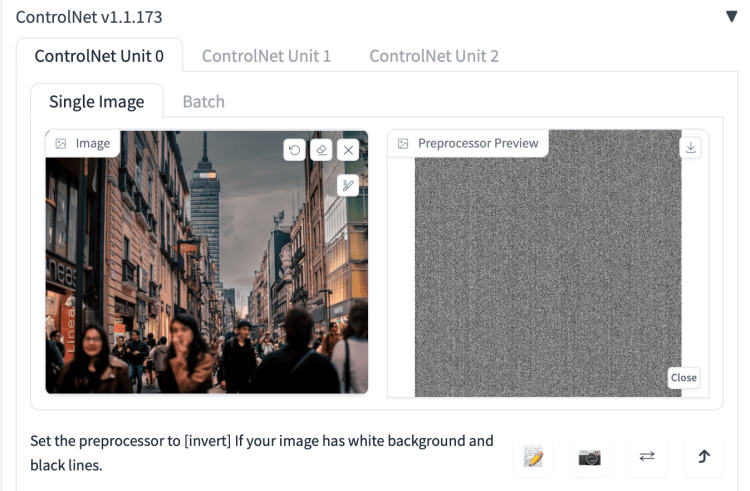 ControlNet v1.1.173
ControlNet Unit 0
ControlNet Unit 1
ControlNet Unit 2
Single Image
Batch
Image
Preprocessor Preview
Linea
Close
Set the preprocessor to [invert] If your image has white background and
black lines.